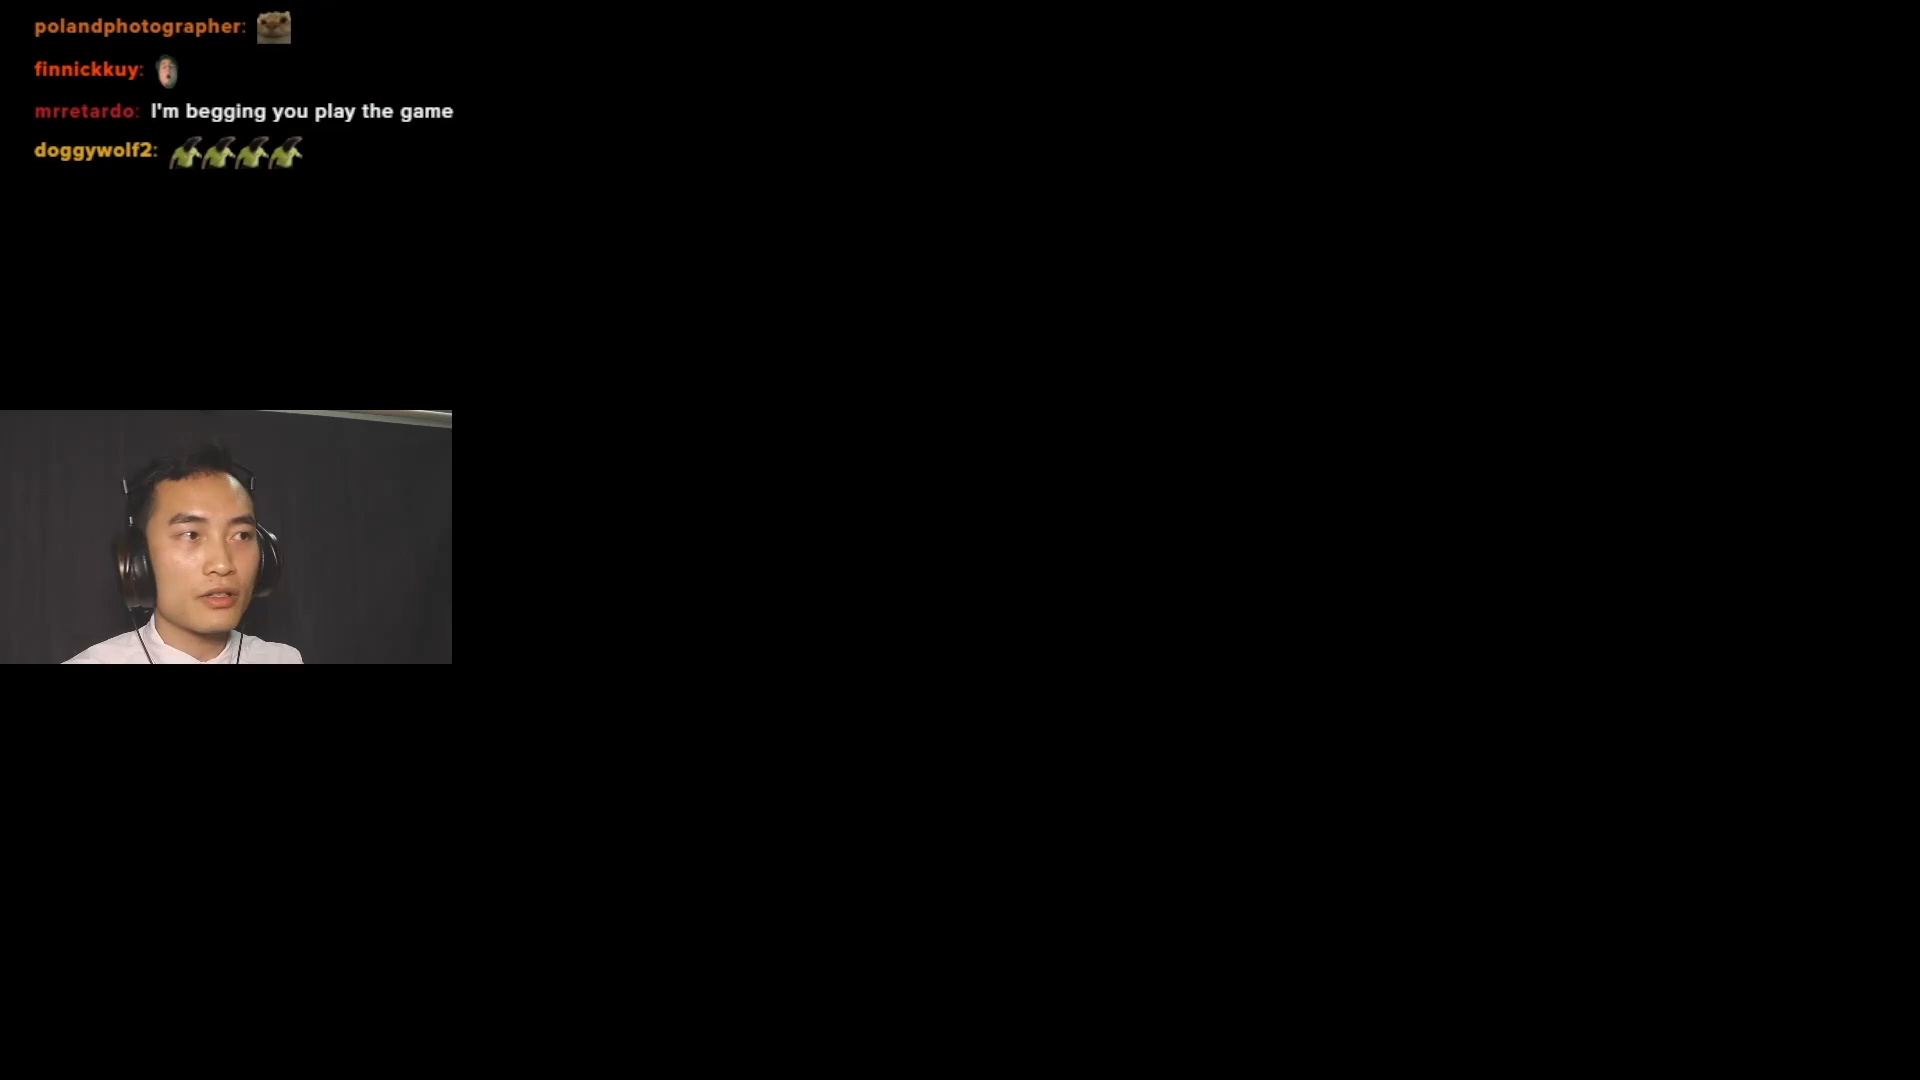 polandphotographer:
finnickkuy:
mrretardo: I'm begging you play the game
doggywolf2: